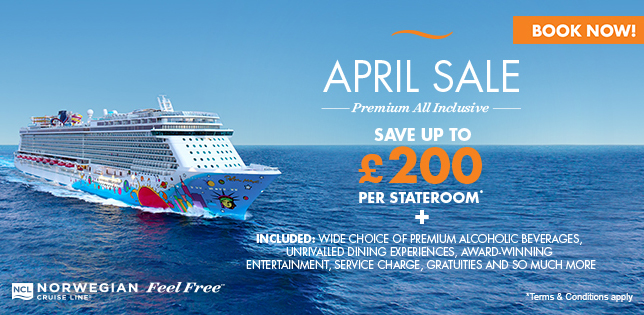 BOOK NOW!
APRIL SALE
Premium All Inclusive
SAVE UP TO
£200
PER STATEROOM*
+
INCLUDED: WIDE CHOICE OF PREMIUM ALCOHOLIC BEVERAGES,
UNRIVALLED DINING EXPERIENCES, AWARD-WINNING
ENTERTAINMENT, SERVICE CHARGE, GRATUITIES AND SO MUCH MORE
NCL NORWEGIAN Feel Free™
CRUISE LINE®
*Terms & Conditions apply